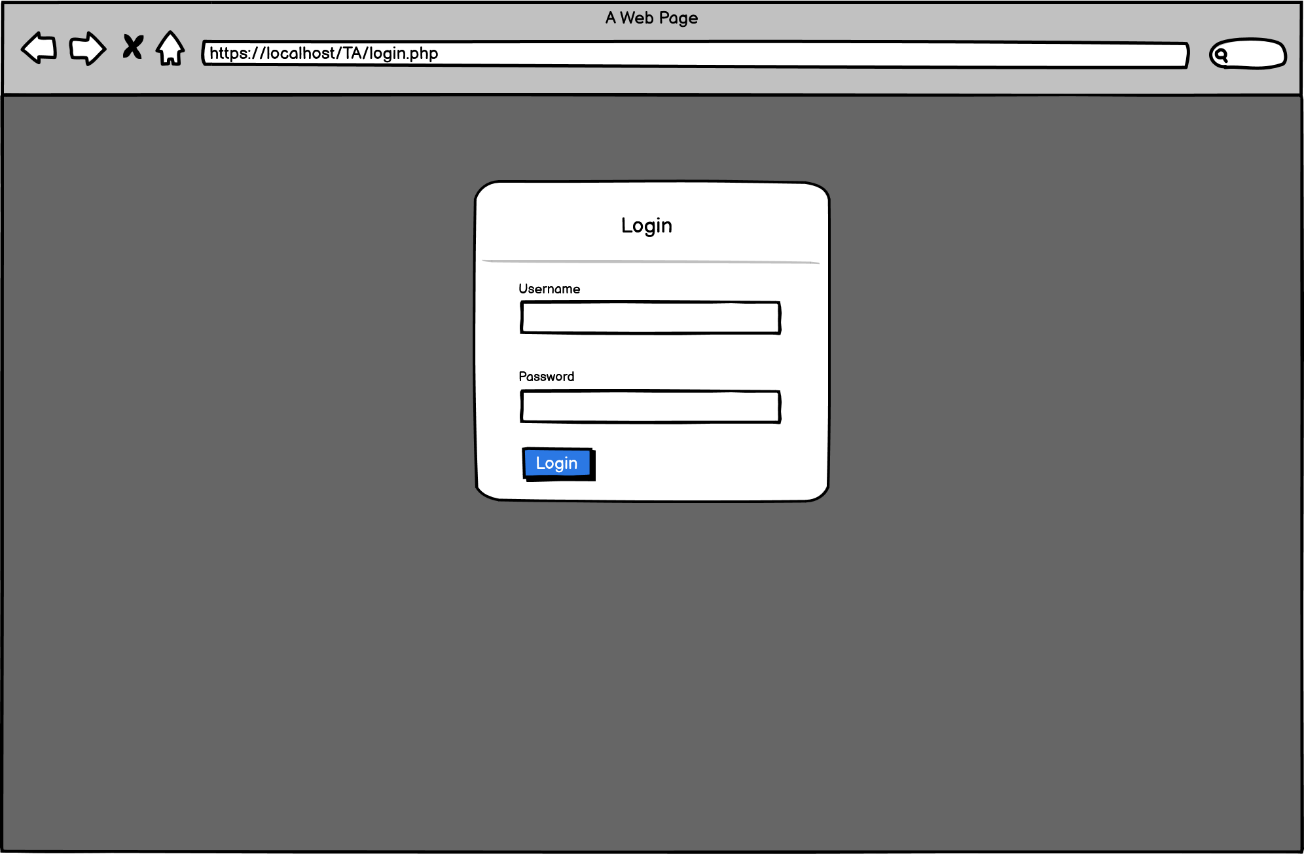 A Web Page
https://localhost/TA/login.php
Login
Username
Password
Login